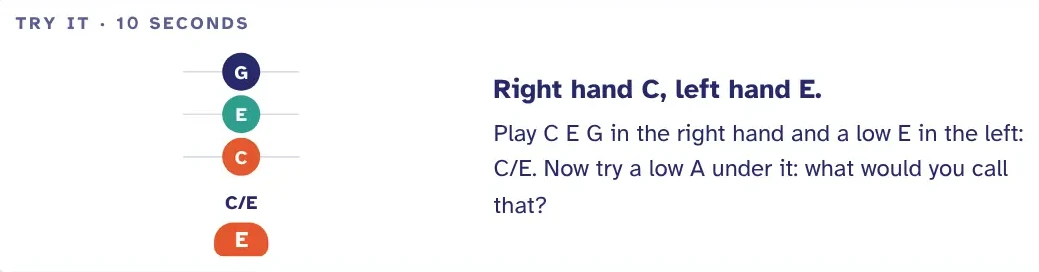 TRY IT · 10 SECONDS
G
E
C
C/E
E
Right hand C, left hand E.
Play C E G in the right hand and a low E in the left:
C/E. Now try a low A under it: what would you call
that?